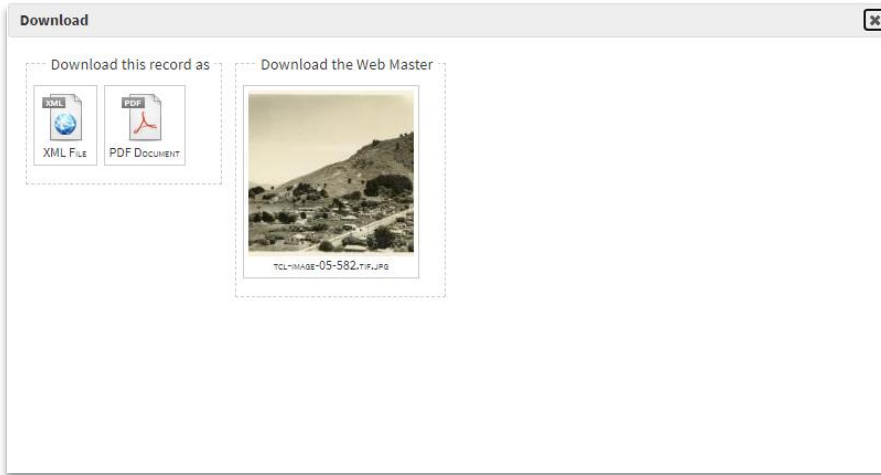 Download
Download this record as
XML
XML File
PDF
PDF Document
Download the Web Master
tcl-image-05-582.tif.jpg